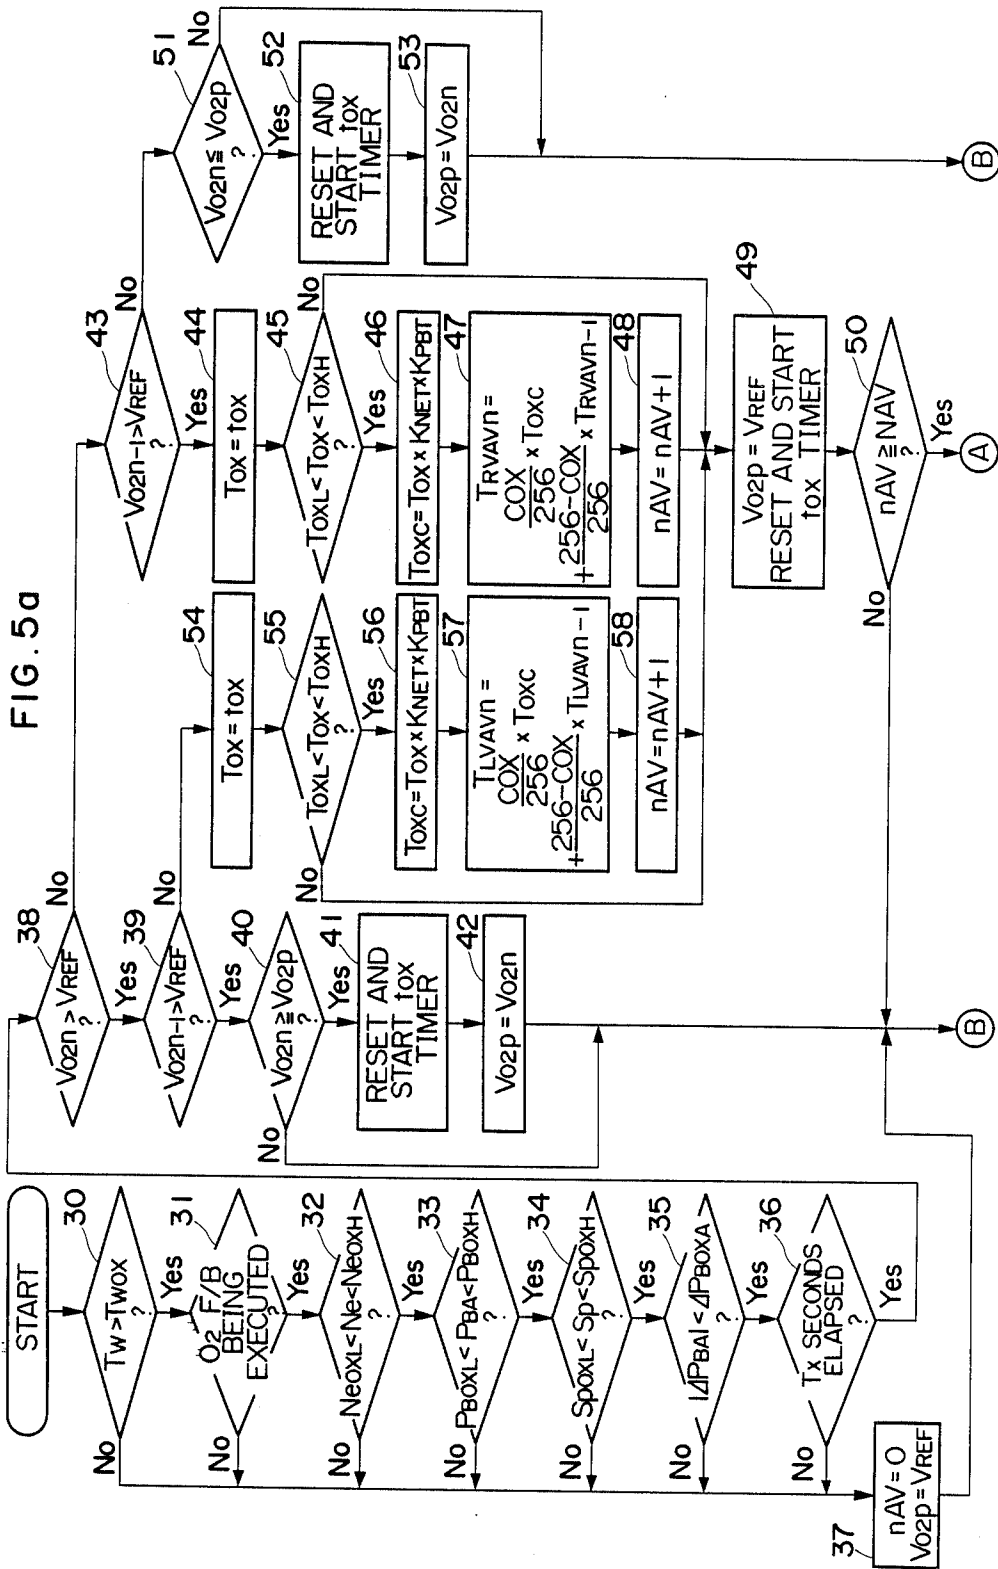 FIG. 5a
START
30
Tw>Twox
?
No
Yes
31
O2 F/B
BEING
EXECUTED
?
No
Yes
32
NeOXL<Ne<NeOXH
?
No
Yes
33
PBOXL<PBA<PBOXH
?
No
Yes
34
SPOXL<SP<SPOXH
?
No
Yes
35
|ΔPBA|<ΔPBOXA
?
No
Yes
36
Tx SECONDS
ELAPSED
?
No
Yes
37
nAV=0
VO2P=VREF
38
VO2n>VREF
?
No
Yes
39
VO2n-1>VREF
?
No
Yes
40
VO2n≧VO2P
?
No
Yes
41
RESET AND
START tOX
TIMER
42
VO2P=VO2n
B
43
VO2n-1>VREF
?
No
Yes
54
TOX=tOX
55
TOXL<TOX<TOXH
?
No
Yes
56
TOXC=TOX×KNET×KPBT
57
TLVAVn=
COX/256 × TOXC
+ 256-COX/256 × TLVAVn-1
58
nAV=nAV+1
44
TOX=tOX
45
TOXL<TOX<TOXH
?
No
Yes
46
TOXC=TOX×KNET×KPBT
47
TRVAVn=
COX/256 × TOXC
+ 256-COX/256 × TRVAVn-1
48
nAV=nAV+1
49
VO2P=VREF
RESET AND START
tOX TIMER
50
nAV≧NAV
?
No
Yes
A
51
VO2n≦VO2P
?
No
Yes
52
RESET AND
START tOX
TIMER
53
VO2P=VO2n
B